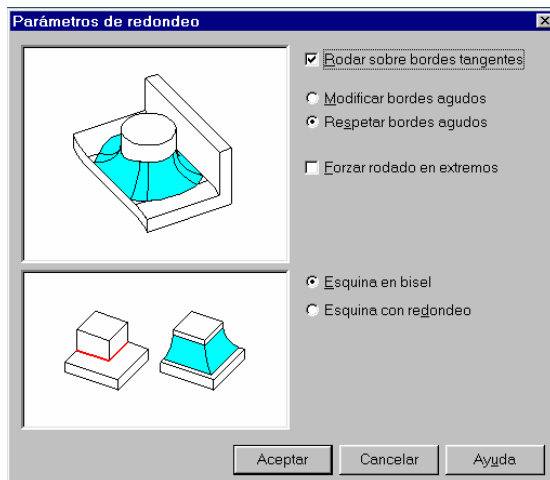 Parámetros de redondeo
Rodar sobre bordes tangentes
Modificar bordes agudos
Respetar bordes agudos
Forzar rodado en extremos
Esquina en bisel
Esquina con redondeo
Aceptar
Cancelar
Ayuda